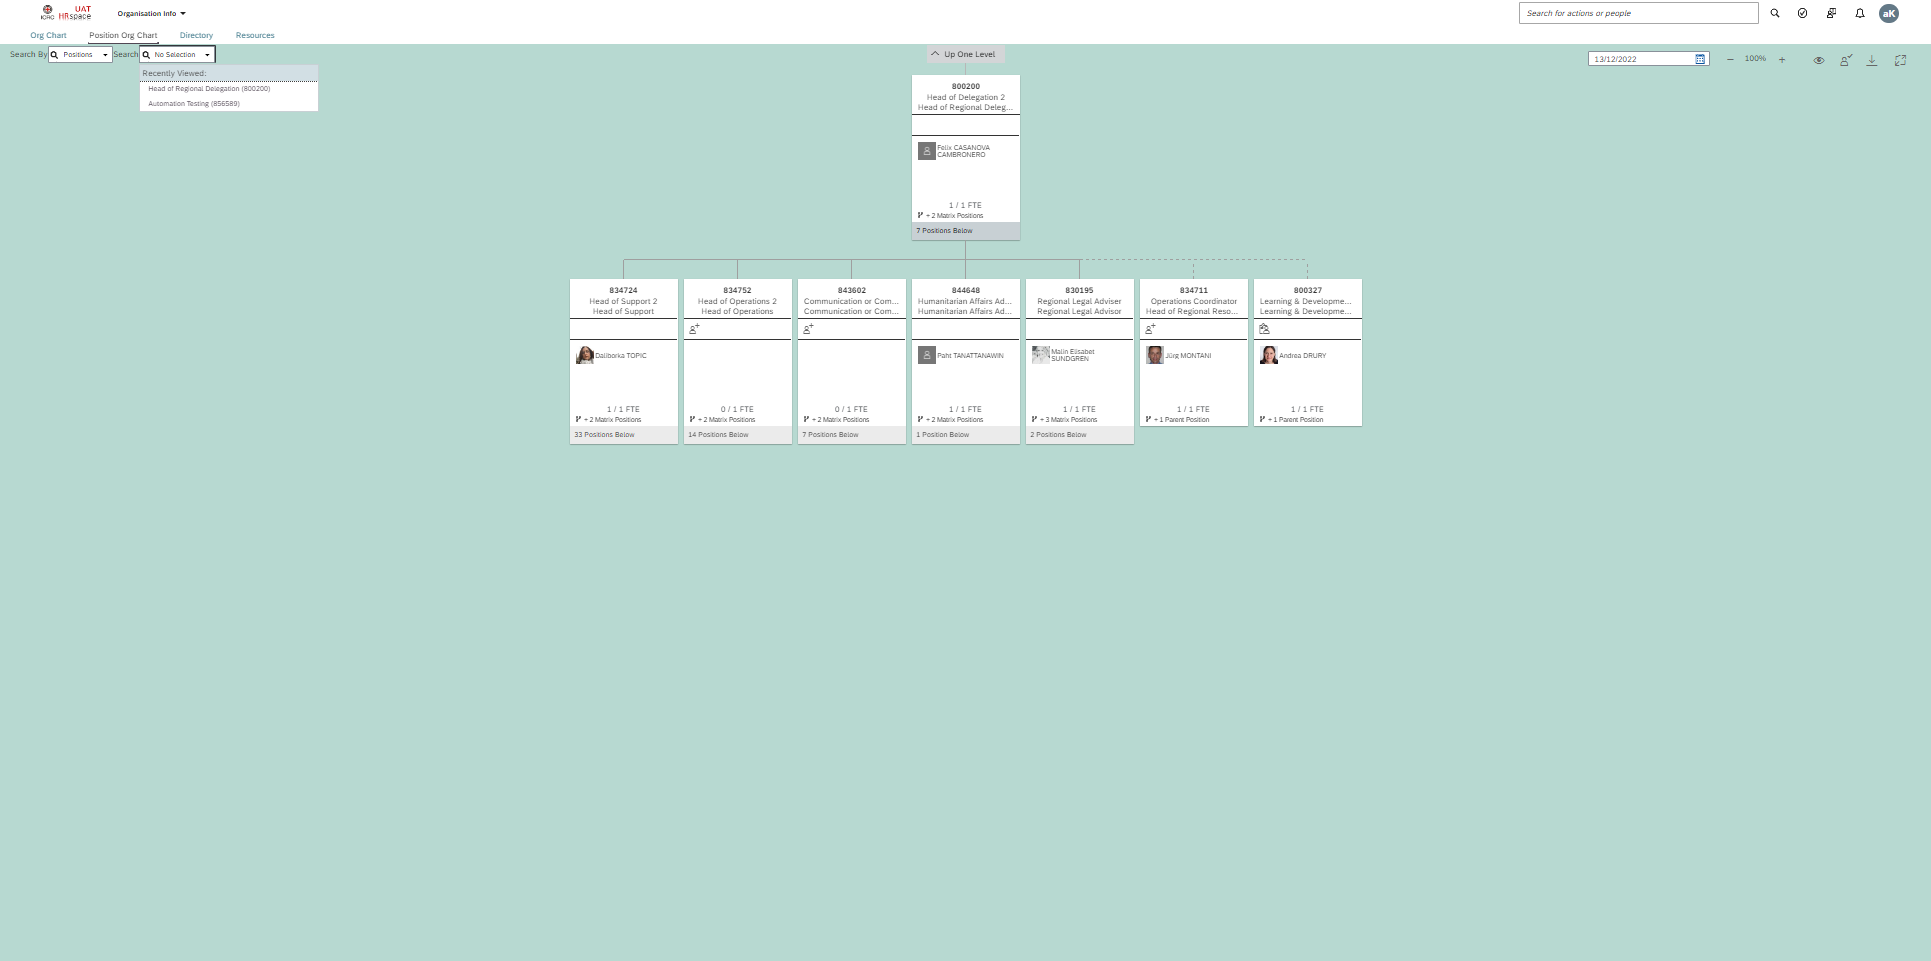 ICRC
UAT
HRspace
Organisation Info
Search for actions or people
aK
Org Chart
Position Org Chart
Directory
Resources
Search By
Positions
Search
No Selection
Recently Viewed:
Head of Regional Delegation (800200)
Automation Testing (856589)
Up One Level
13/12/2022
100%
800200
Head of Delegation 2
Head of Regional Deleg...
Felix CASANOVA
CAMBRONERO
1 / 1 FTE
+ 2 Matrix Positions
7 Positions Below
834724
Head of Support 2
Head of Support
Daliborka TOPIC
1 / 1 FTE
+ 2 Matrix Positions
33 Positions Below
834752
Head of Operations 2
Head of Operations
0 / 1 FTE
+ 2 Matrix Positions
14 Positions Below
843602
Communication or Com...
Communication or Com...
0 / 1 FTE
+ 2 Matrix Positions
7 Positions Below
844648
Humanitarian Affairs Ad...
Humanitarian Affairs Ad...
Paht TANATTANAWIN
1 / 1 FTE
+ 2 Matrix Positions
1 Position Below
830195
Regional Legal Adviser
Regional Legal Advisor
Malin Elisabet
SUNDGREN
1 / 1 FTE
+ 3 Matrix Positions
2 Positions Below
834711
Operations Coordinator
Head of Regional Reso...
Jürg MONTANI
1 / 1 FTE
+ 1 Parent Position
800327
Learning & Developme...
Learning & Developme...
Andrea DRURY
1 / 1 FTE
+ 1 Parent Position